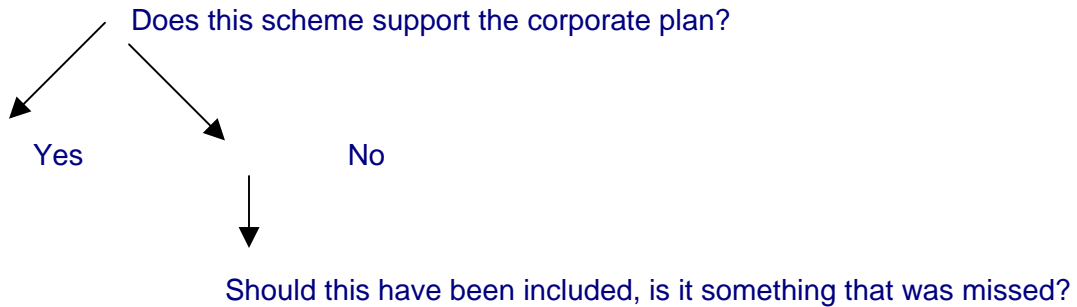 Does this scheme support the corporate plan?
Yes No
Should this have been included, is it something that was missed?